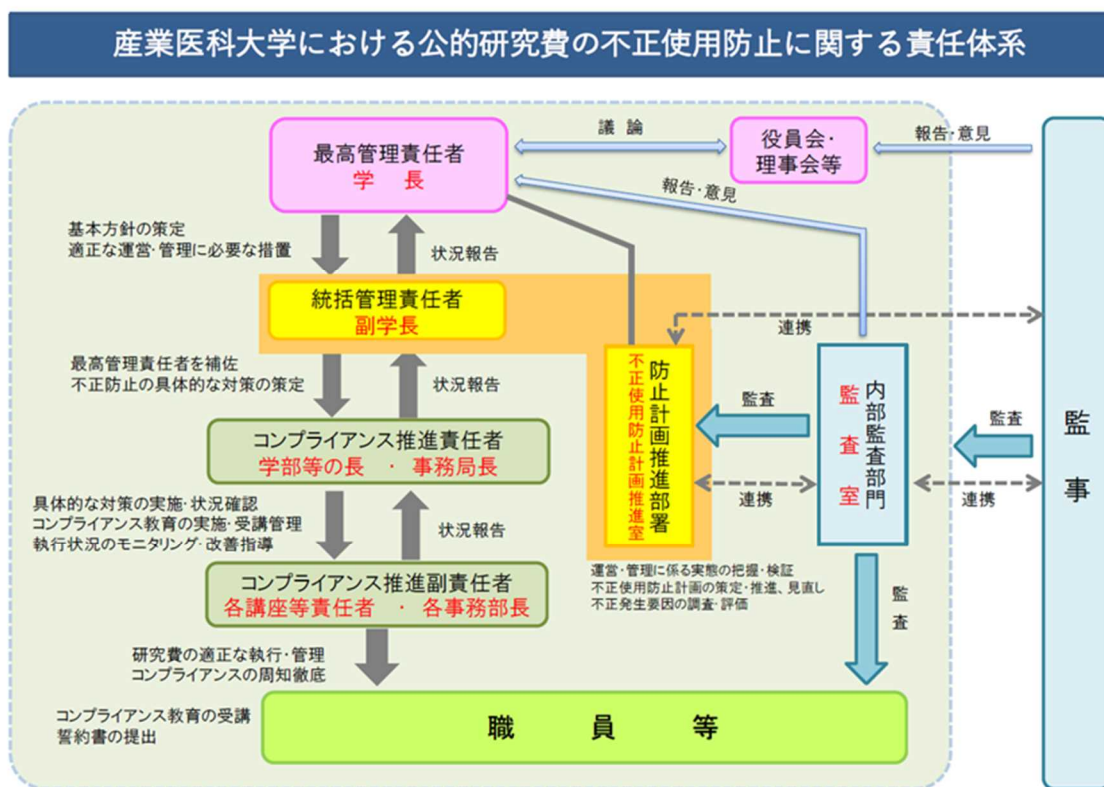 産業医科大学における公的研究費の不正使用防止に関する責任体系
最高管理責任者
学 長
議 論
役員会・
理事会等
報告・意見
報告・意見
基本方針の策定
適正な運営・管理に必要な措置
状況報告
統括管理責任者
副学長
連携
最高管理責任者を補佐
不正防止の具体的な対策の策定
状況報告
防止計画推進部署
不正使用防止計画推進室
監査
内部監査部門
監査室
監査
監事
コンプライアンス推進責任者
学部等の長 ・ 事務局長
連携
連携
具体的な対策の実施・状況確認
コンプライアンス教育の実施・受講管理
執行状況のモニタリング・改善指導
状況報告
コンプライアンス推進副責任者
各講座等責任者 ・ 各事務部長
運営・管理に係る実態の把握・検証
不正使用防止計画の策定・推進、見直し
不正発生要因の調査・評価
監査
研究費の適正な執行・管理
コンプライアンスの周知徹底
コンプライアンス教育の受講
誓約書の提出
職 員 等